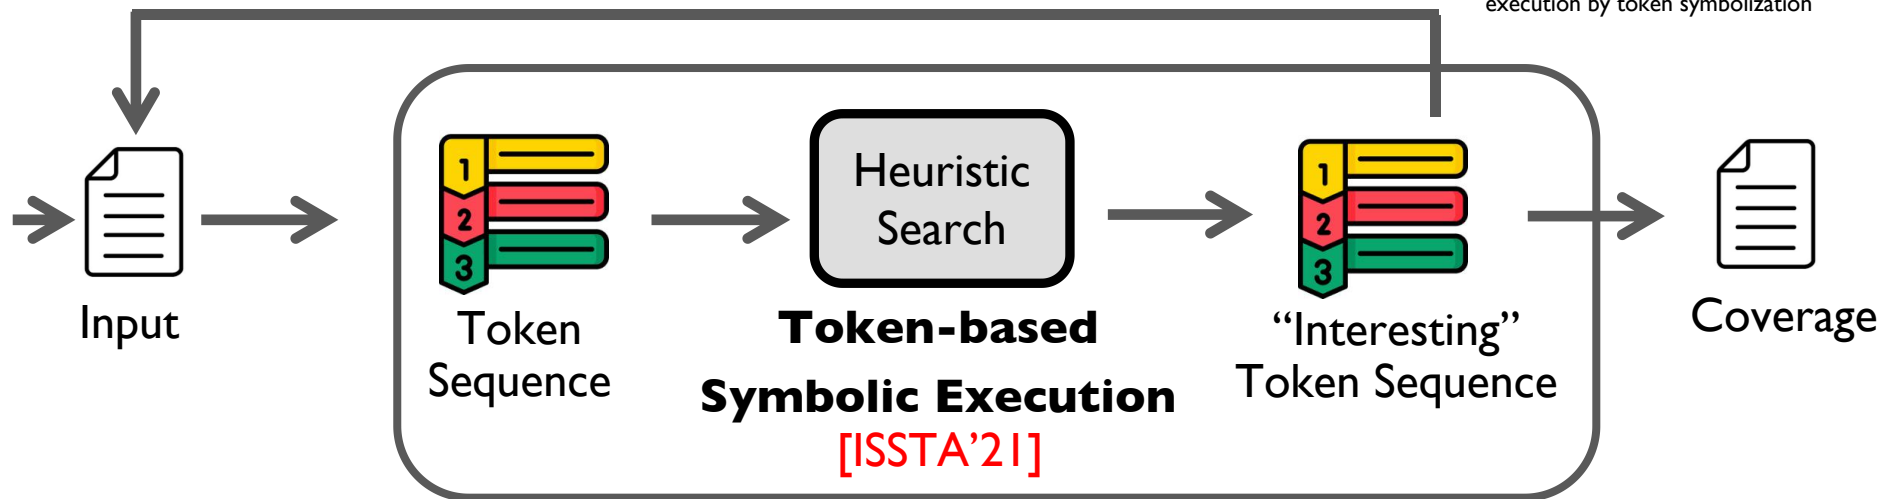 execution by token symbolization
1
2
3
Heuristic
Search
1
2
3
Input
Token
Sequence
Token-based
Symbolic Execution
[ISSTA'21]
“Interesting”
Token Sequence
Coverage